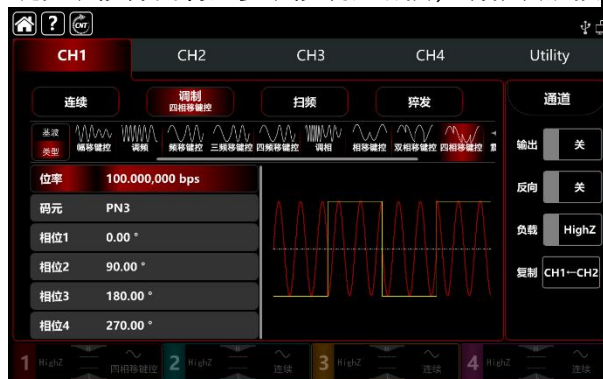 CNT
CH1 CH2 CH3 CH4 Utility
连续 调制 四相移键控 扫频 猝发 通道
基波 类型 幅移键控 调频 频移键控 三频移键控 四频移键控 调相 相移键控 双相移键控 四相移键控
输出 关
位率 100.000,000 bps
反向 关
码元 PN3
相位1 0.00 °
负载 HighZ
相位2 90.00 °
复制 CH1←CH2
相位3 180.00 °
相位4 270.00 °
1 HighZ 四相移键控 2 HighZ 连续 3 HighZ 连续 4 HighZ 连续